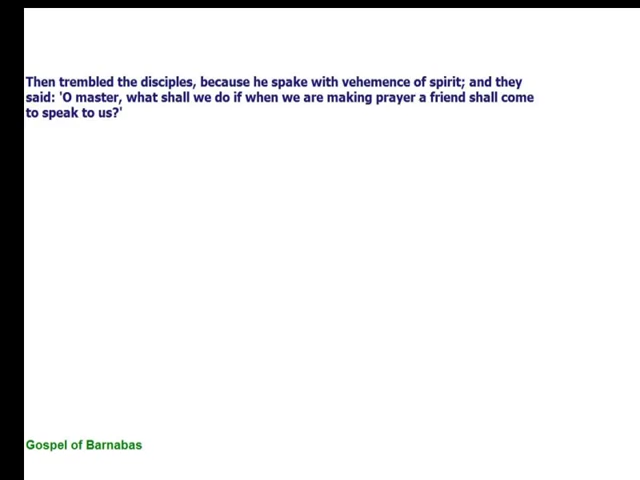 Then trembled the disciples, because he spake with vehemence of spirit; and they
said: 'O master, what shall we do if when we are making prayer a friend shall come
to speak to us?'
Gospel of Barnabas